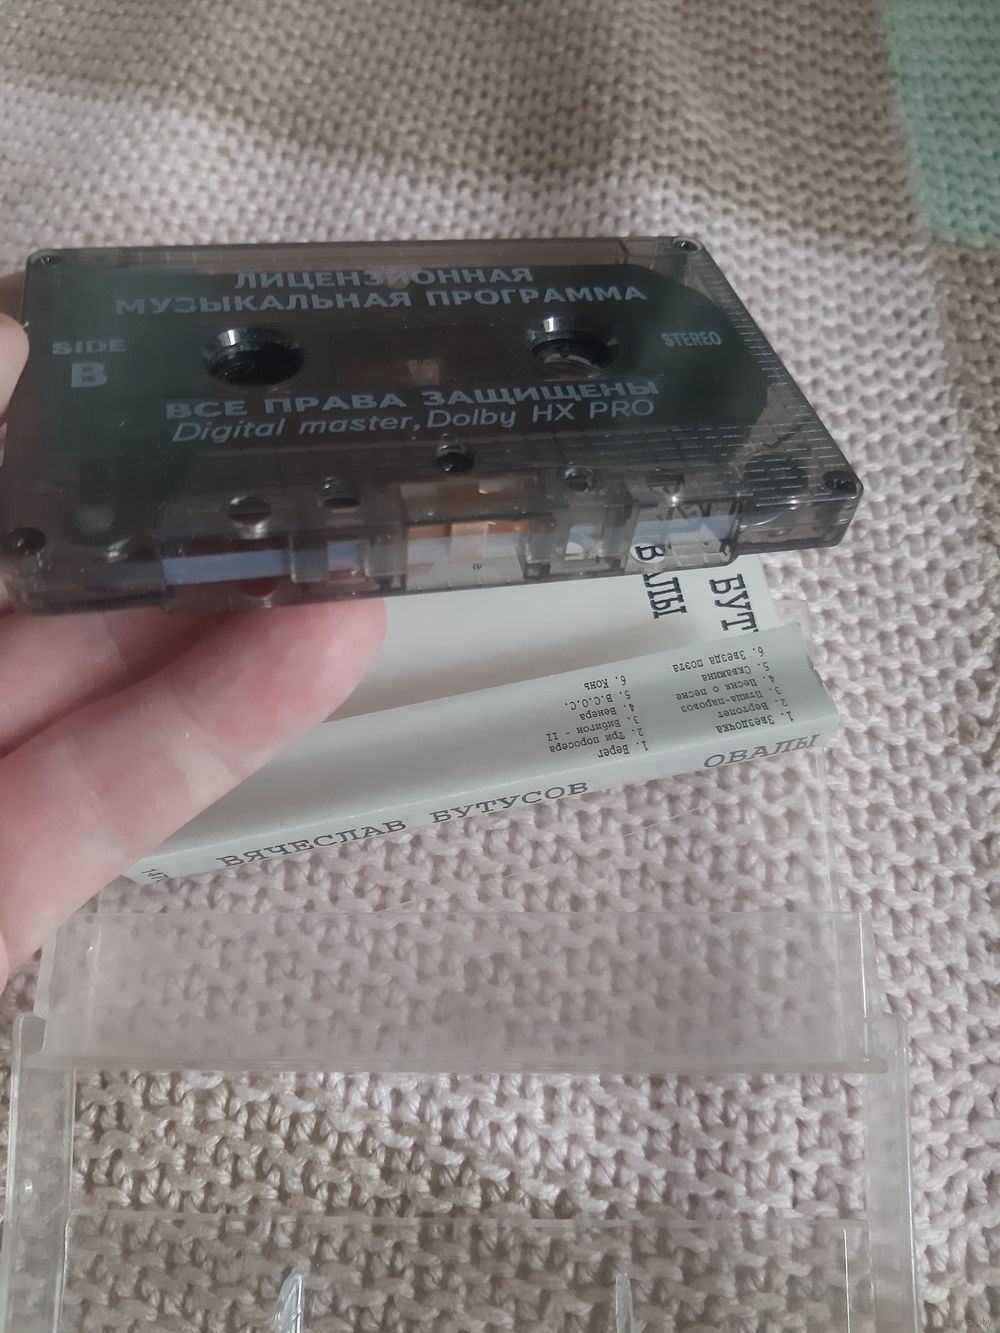 ЛИЦЕНЗИОННАЯ
МУЗЫКАЛЬНАЯ ПРОГРАММА
SIDE
B
STEREO
ВСЕ ПРАВА ЗАЩИЩЕНЫ
Digital master, Dolby HX PRO
БУТ
ВАЛЫ
1. Звездочка
2. Вертолет
3. Птица-паровоз
4. Песня о песне
5. Скважина
6. Звезда поэта
1. Берег
2. Три поросера
3. Бибигон - II
4. Венера
5. В.С.О.С.
6. Конь
ВЯЧЕСЛАВ БУТУСОВ ОВАЛЫ